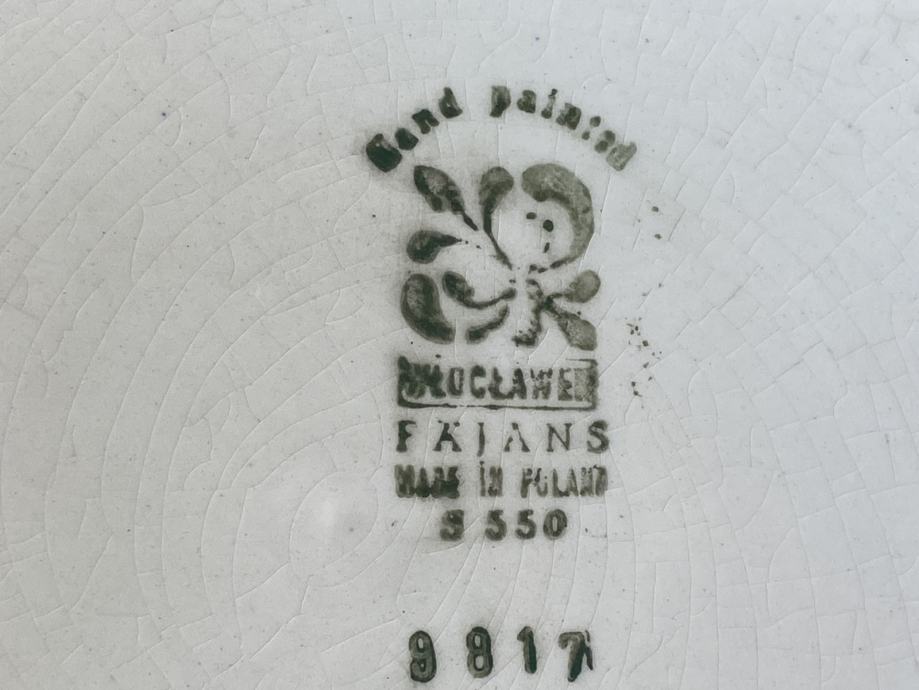 Hand painted
WŁOCŁAWEK
FAJANS
MADE IN POLAND
S 550
9817